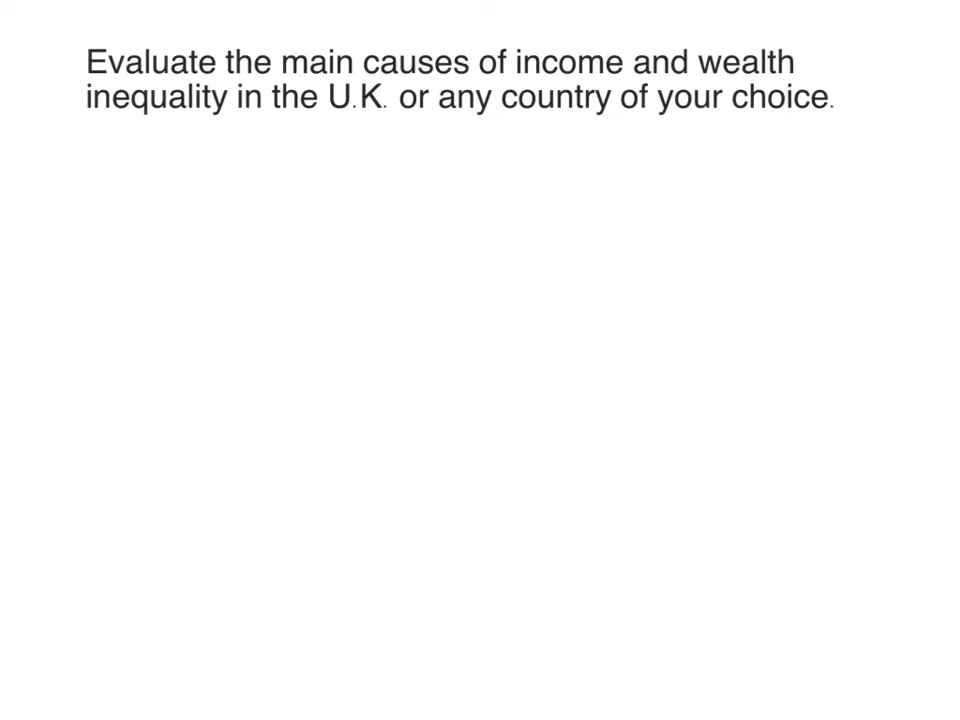 Evaluate the main causes of income and wealth
inequality in the U.K. or any country of your choice.